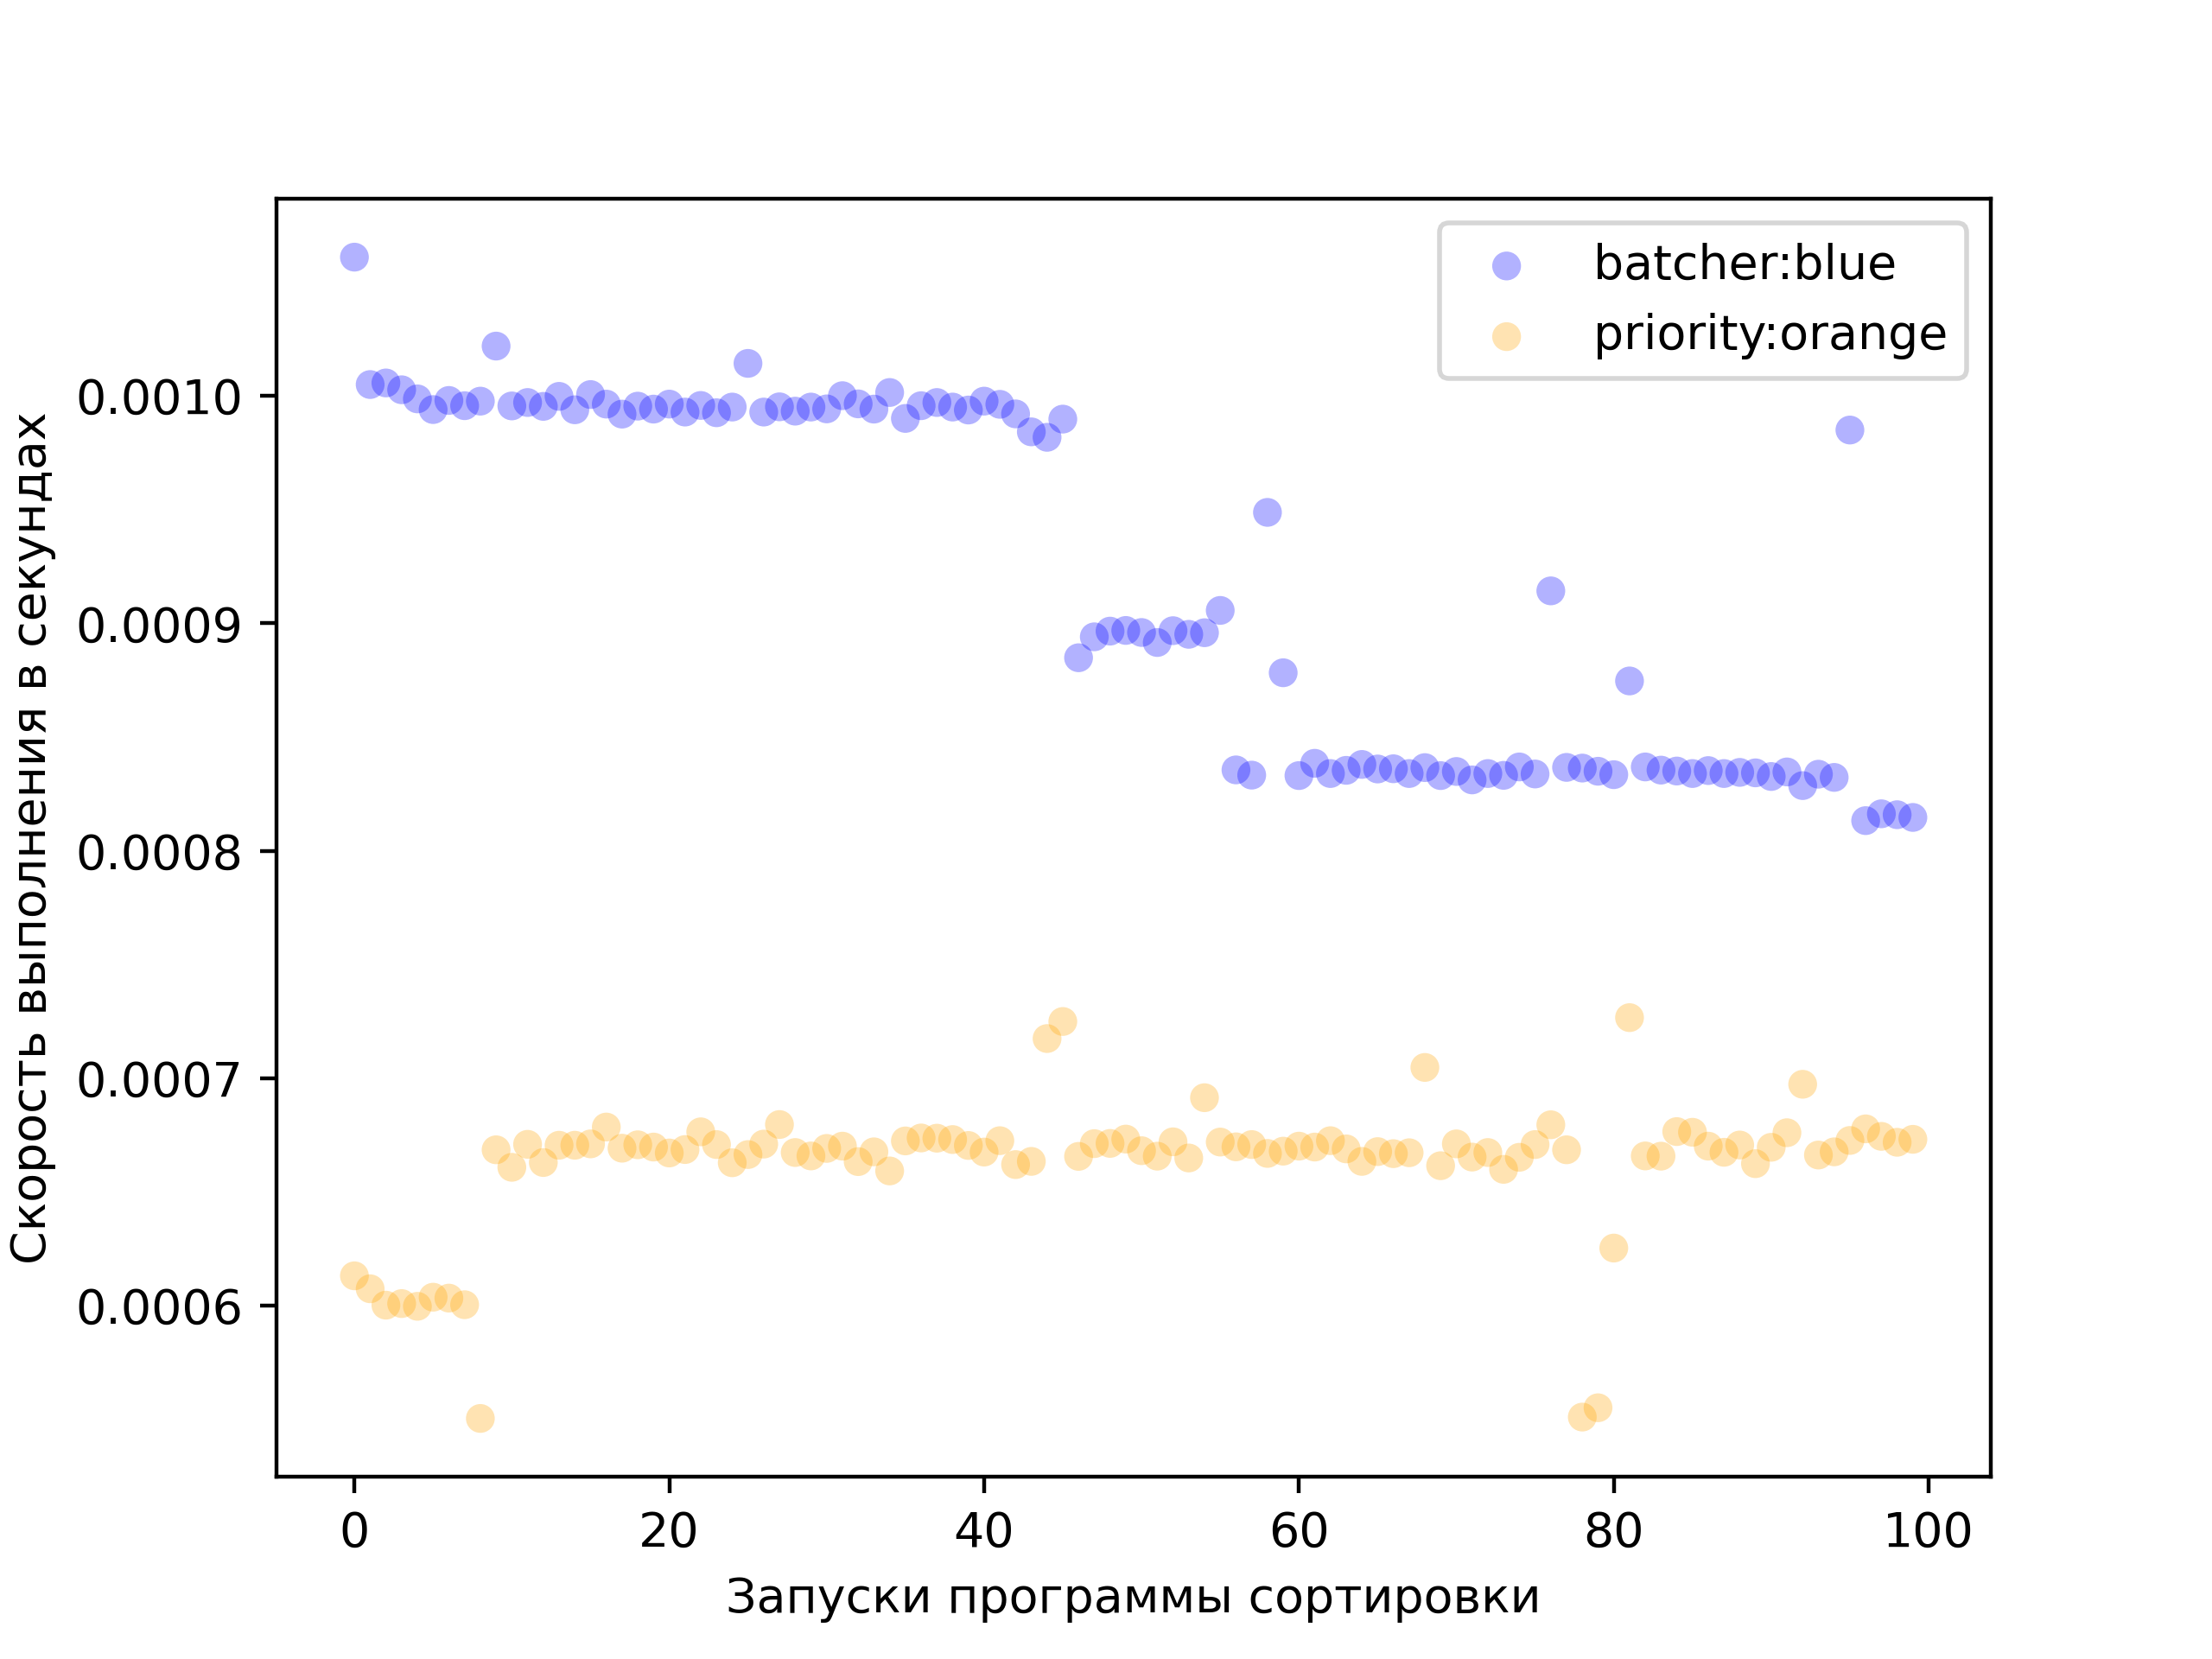 batcher:blue
priority:orange
0.0010
0.0009
0.0008
0.0007
0.0006
Скорость выполнения в секундах
0 20 40 60 80 100
Запуски программы сортировки